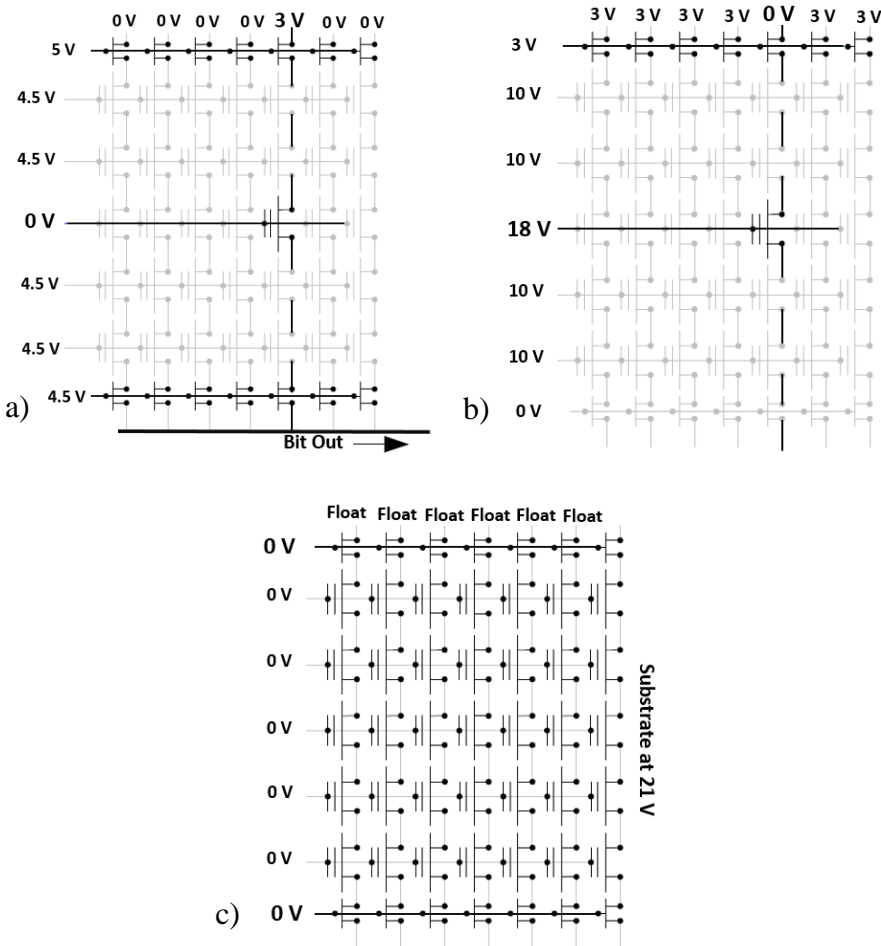 0 V 0 V 0 V 0 V 3 V 0 V 0 V
5 V
4.5 V
4.5 V
0 V
4.5 V
4.5 V
4.5 V
a)
Bit Out
3 V 3 V 3 V 3 V 0 V 3 V 3 V
3 V
10 V
10 V
18 V
10 V
10 V
0 V
b)
Float Float Float Float Float Float
0 V
0 V
0 V
0 V
0 V
0 V
0 V
c)
Substrate at 21 V